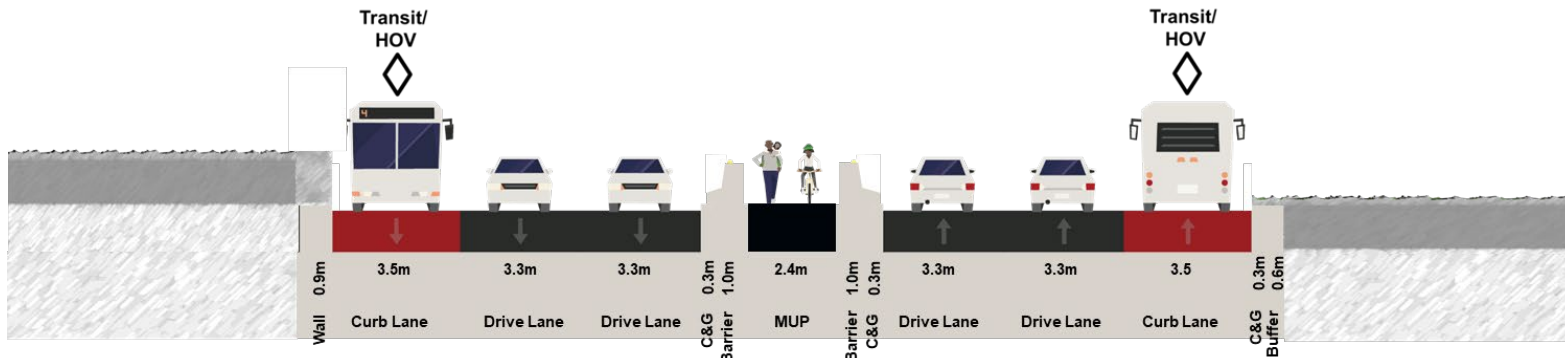 Transit/
HOV
Transit/
HOV
4
0.9m
3.5m
3.3m
3.3m
0.3m
1.0m
2.4m
1.0m
0.3m
3.3m
3.3m
3.5
0.3m
0.6m
Wall
Curb Lane
Drive Lane
Drive Lane
C&G
Barrier
MUP
Barrier
C&G
Drive Lane
Drive Lane
Curb Lane
C&G
Buffer